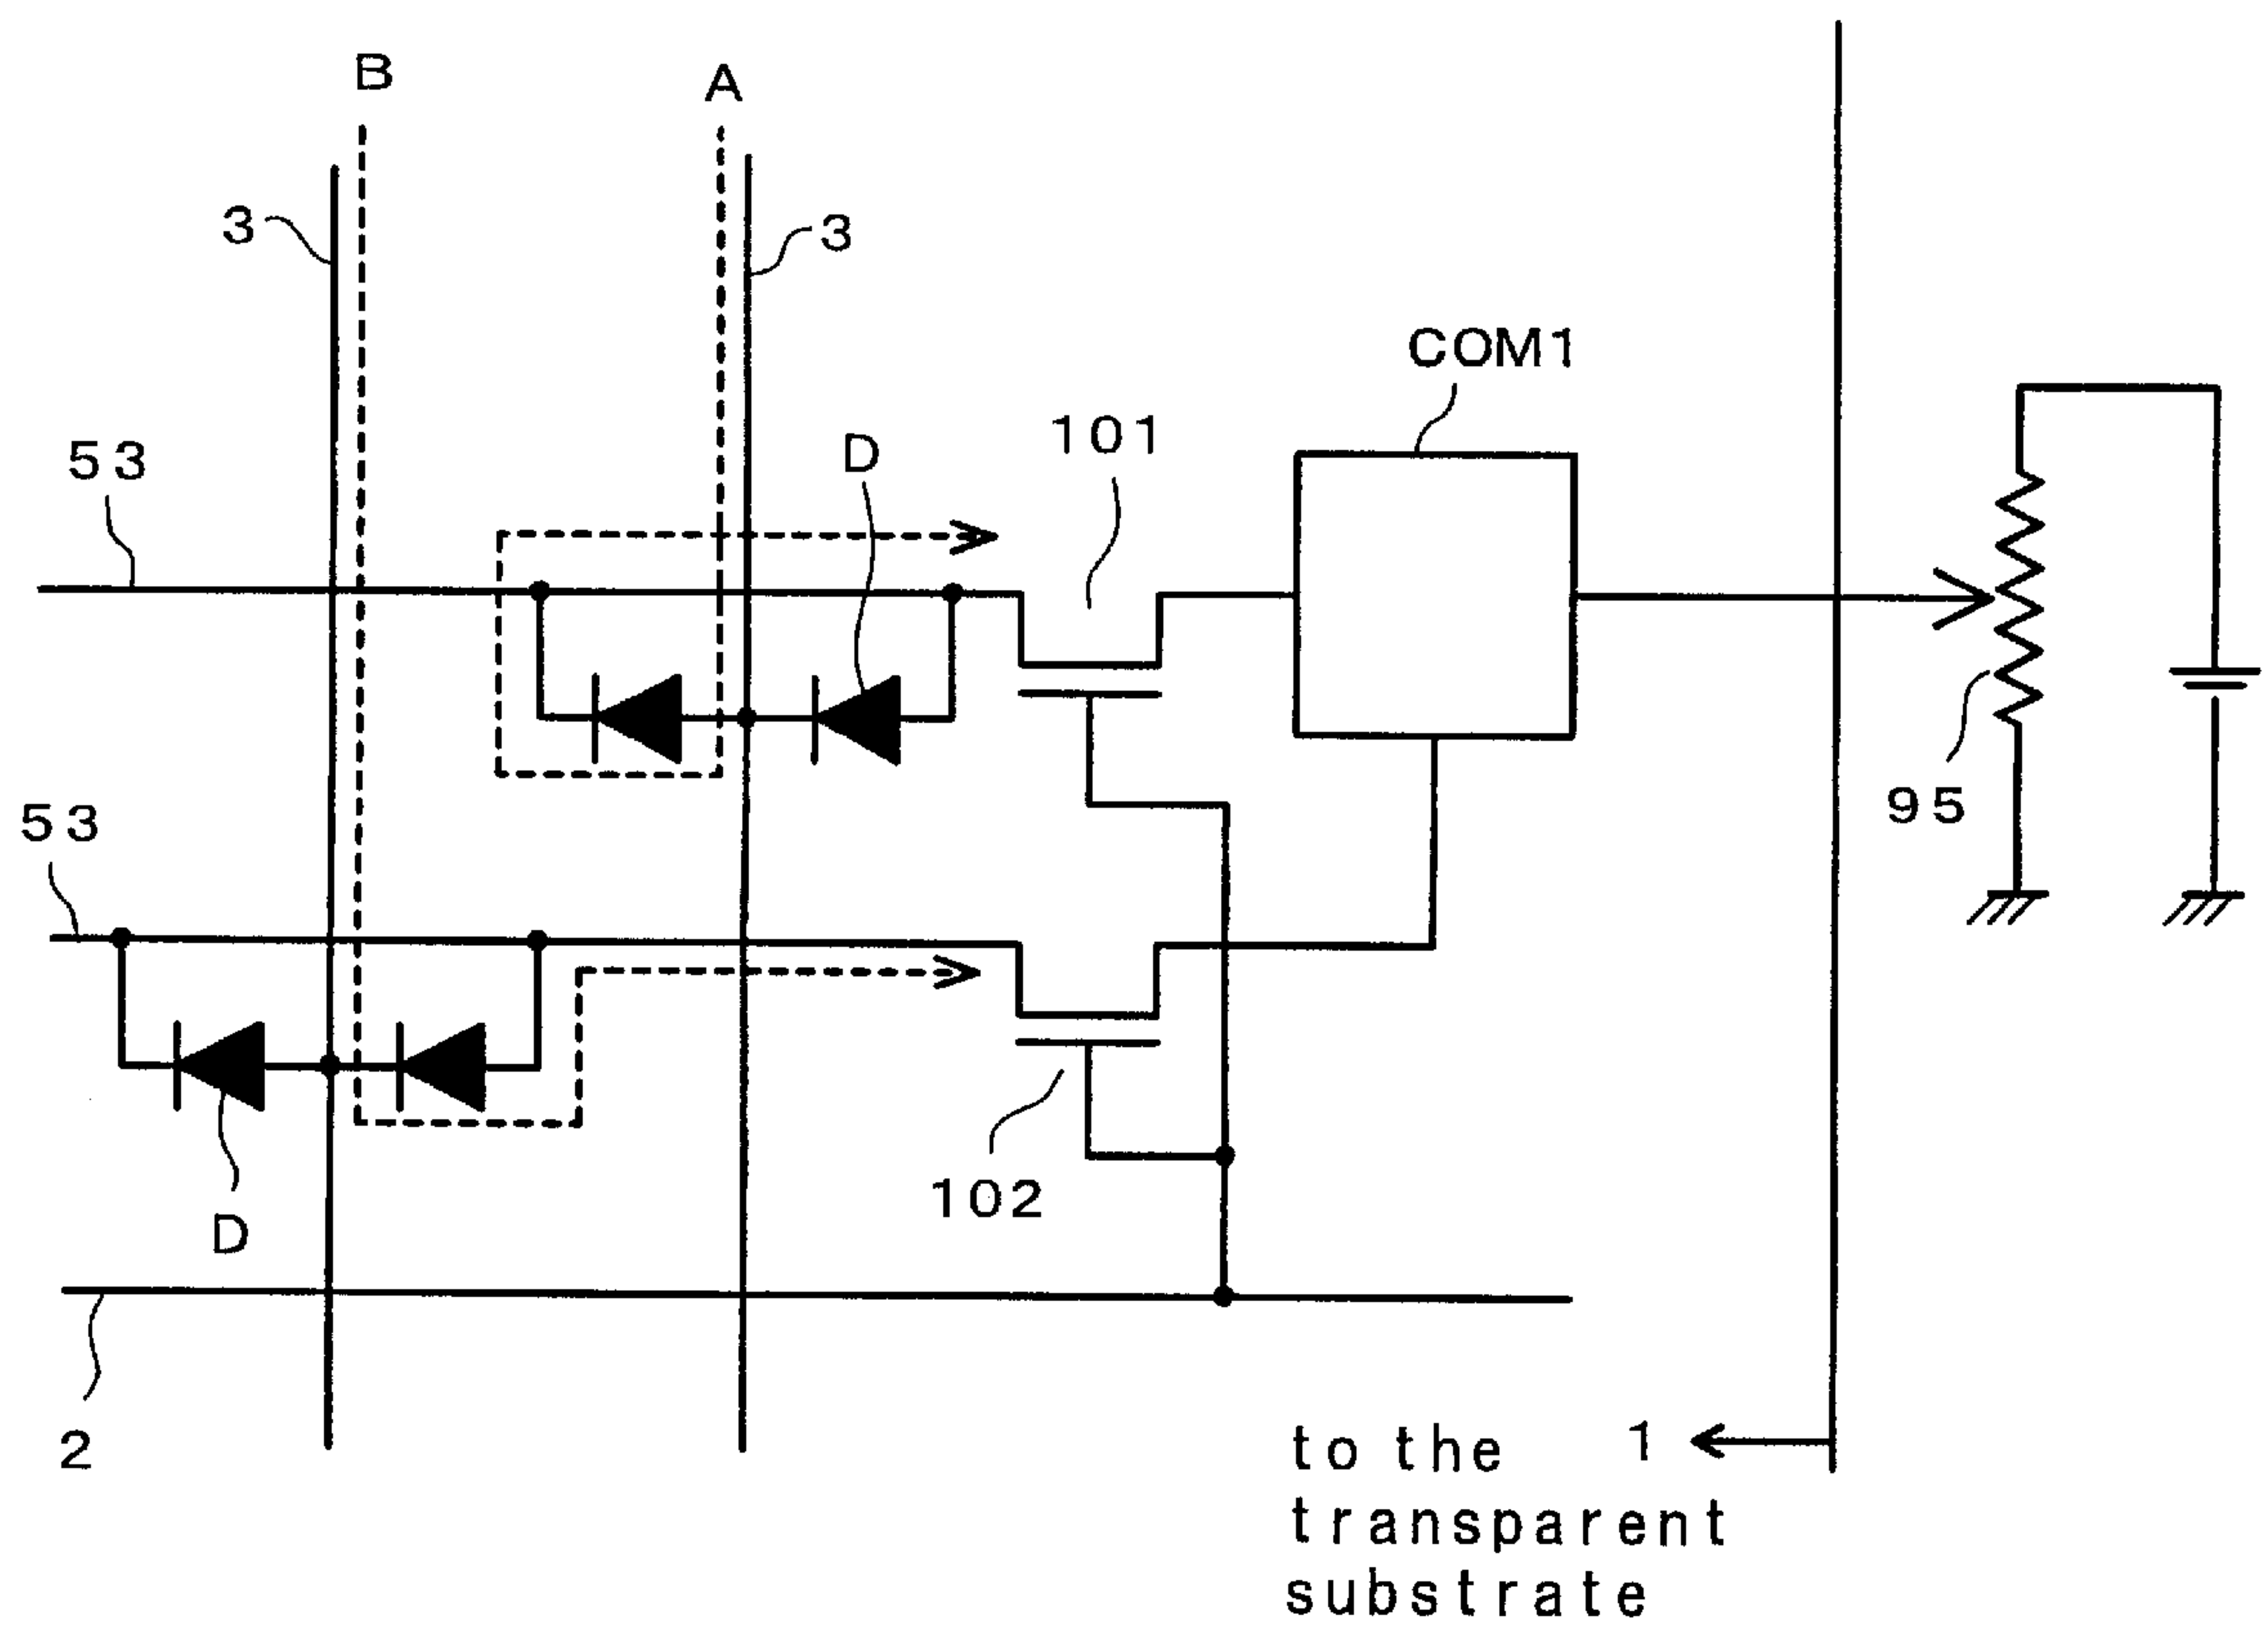 B
A
3
3
COM1
53
D
101
95
53
102
D
2
to the 1
transparent
substrate